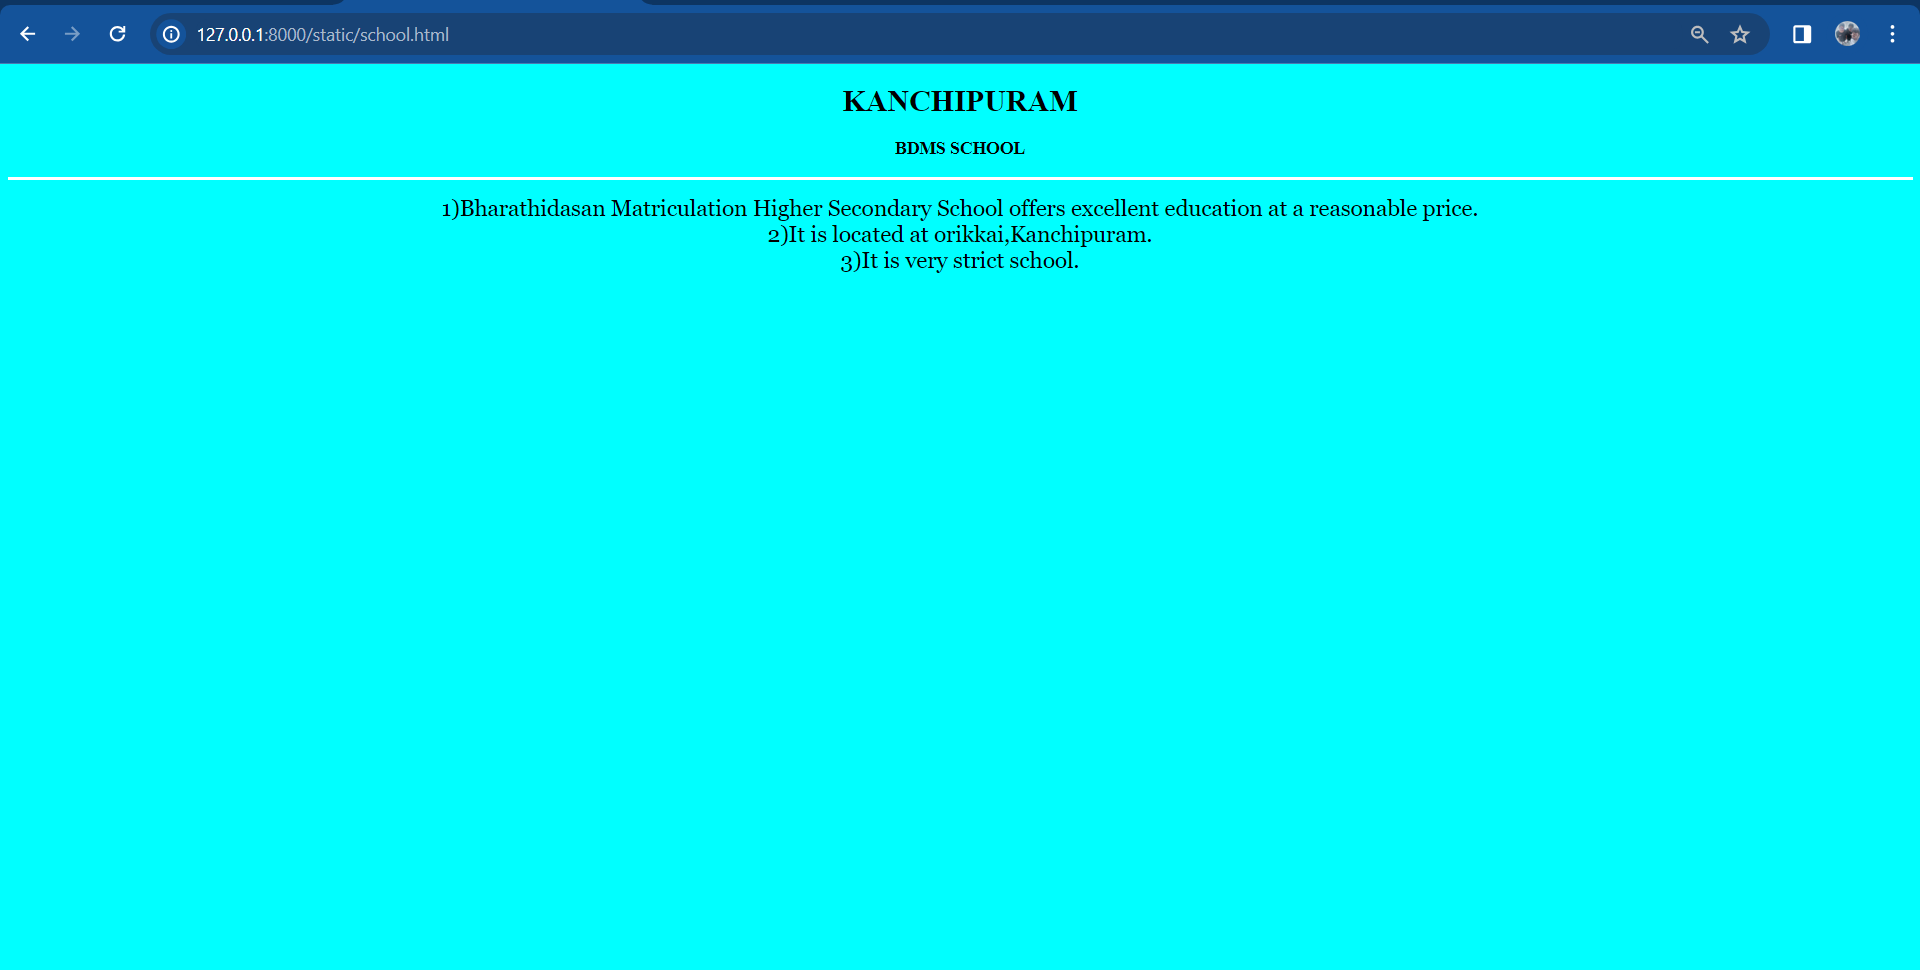 127.0.0.1:8000/static/school.html
KANCHIPURAM
BDMS SCHOOL
1)Bharathidasan Matriculation Higher Secondary School offers excellent education at a reasonable price.
2)It is located at orikkai,Kanchipuram.
3)It is very strict school.